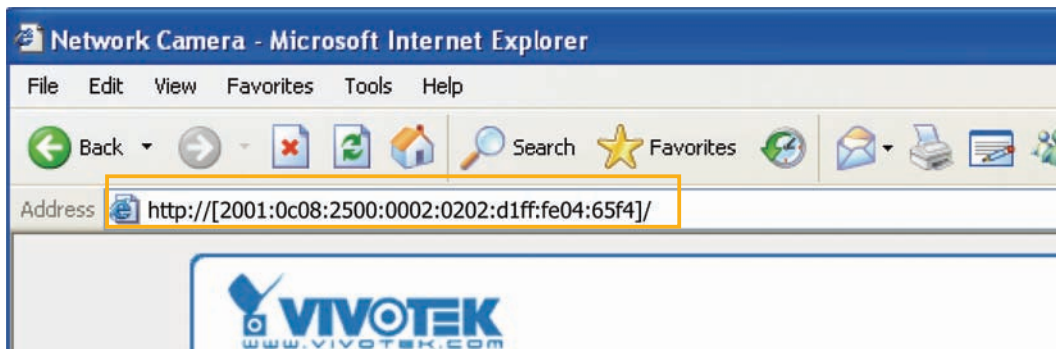 Network Camera - Microsoft Internet Explorer
File Edit View Favorites Tools Help
Back Search Favorites
Address http://[2001:0c08:2500:0002:0202:d1ff:fe04:65f4]/
VIVOTEK
WWW.VIVOTEK.COM